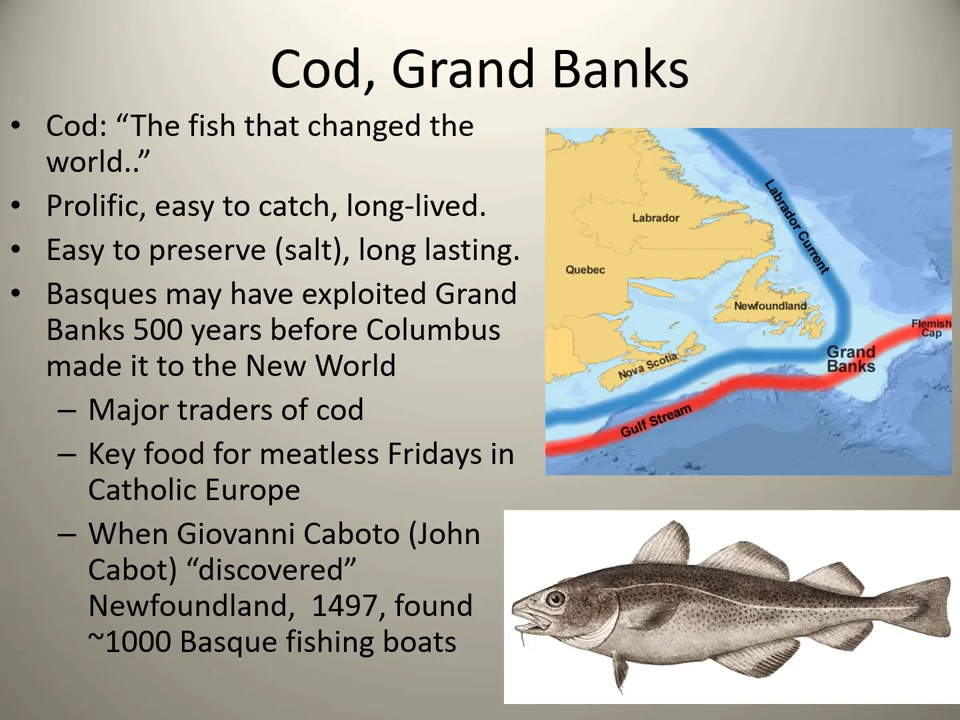 Cod, Grand Banks
• Cod: “The fish that changed the
world..”
• Prolific, easy to catch, long-lived.
• Easy to preserve (salt), long lasting.
• Basques may have exploited Grand
Banks 500 years before Columbus
made it to the New World
– Major traders of cod
– Key food for meatless Fridays in
Catholic Europe
– When Giovanni Caboto (John
Cabot) “discovered”
Newfoundland,  1497, found
~1000 Basque fishing boats
Labrador Current
Labrador
Quebec
Newfoundland
Flemish
Cap
Grand
Banks
Nova Scotia
Gulf Stream